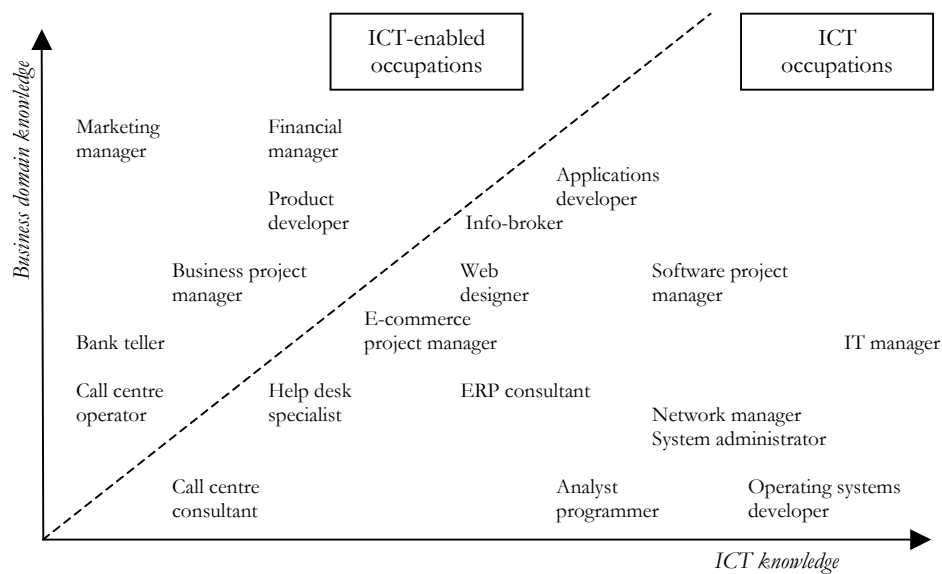 ICT-enabled
occupations
ICT
occupations
Business domain knowledge
Marketing
manager
Financial
manager
Applications
developer
Product
developer
Info-broker
Business project
manager
Web
designer
Software project
manager
E-commerce
project manager
Bank teller
IT manager
Call centre
operator
Help desk
specialist
ERP consultant
Network manager
System administrator
Call centre
consultant
Analyst
programmer
Operating systems
developer
ICT knowledge